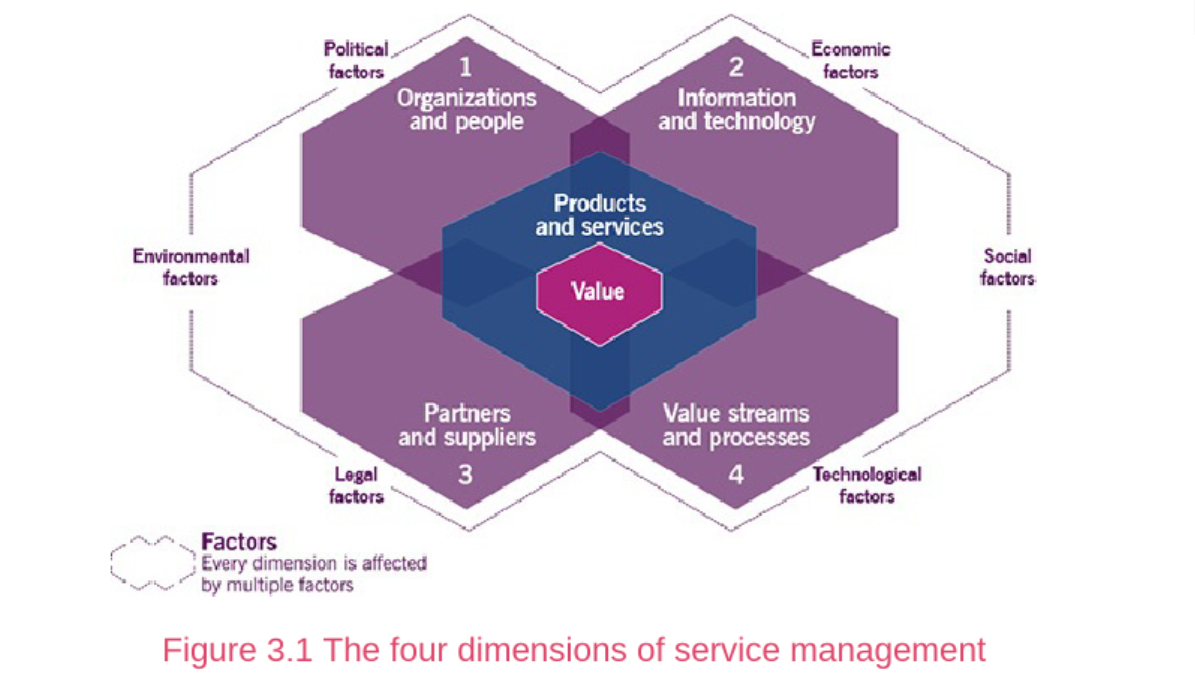 Political
factors
Economic
factors
1
Organizations
and people
2
Information
and technology
Products
and services
Environmental
factors
Value
Social
factors
Partners
and suppliers
3
Value streams
and processes
4
Legal
factors
Technological
factors
Factors
Every dimension is affected
by multiple factors
Figure 3.1 The four dimensions of service management